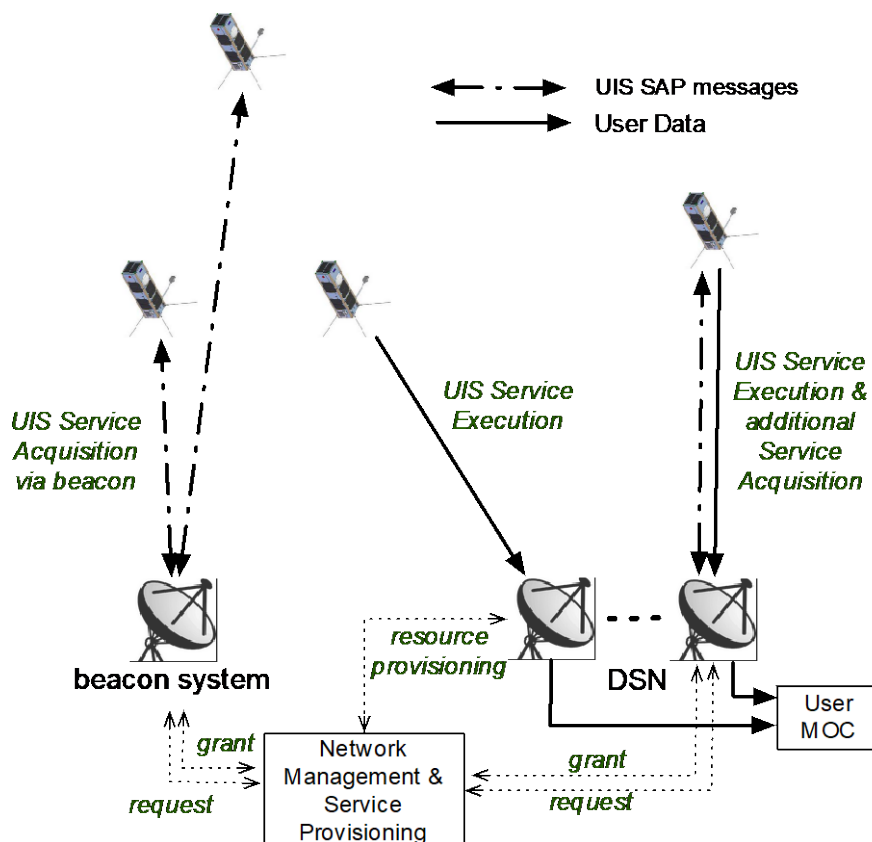 UIS SAP messages
User Data
UIS Service
Acquisition
via beacon
UIS Service
Execution
UIS Service
Execution &
additional
Service
Acquisition
resource
provisioning
beacon system
DSN
User
MOC
grant
request
Network
Management &
Service
Provisioning
grant
request